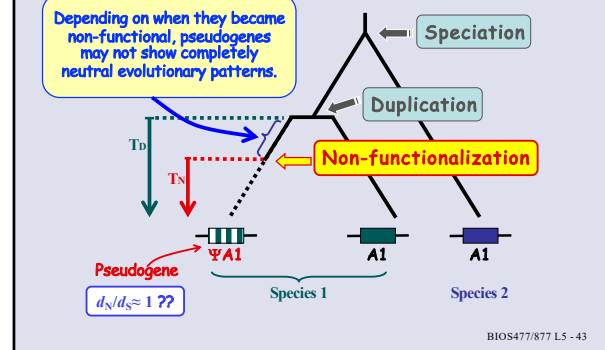 Depending on when they became
non-functional, pseudogenes
may not show completely
neutral evolutionary patterns.
Speciation
Duplication
Non-functionalization
TD
TN
ΨA1
A1
A1
Pseudogene
dN/dS≈ 1 ??
Species 1
Species 2
BIOS477/877 L5 - 43